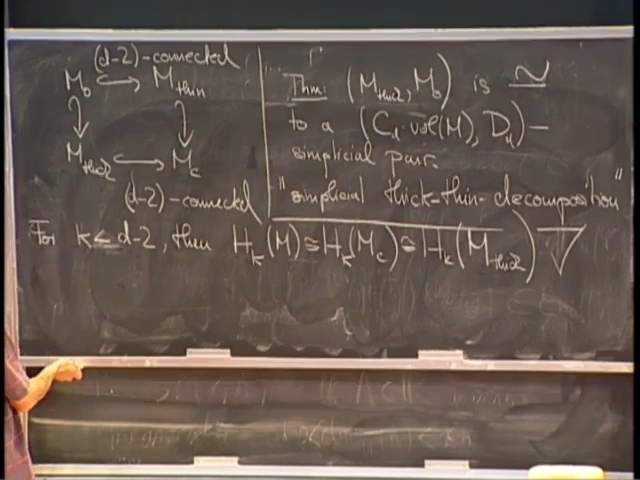 (d-2)-connected
M₀ ↪ M_thin
M_thick ↪ M_c
(d-2)-connected
Thm: (M_thick, M₀) is ≃
to a (C_d·vol(M), D_d)-
simplicial pair.
"simplicial thick-thin-decomposition"
For k≤d-2, then H_k(M)≅H_k(M_c)≅H_k(M_thick)